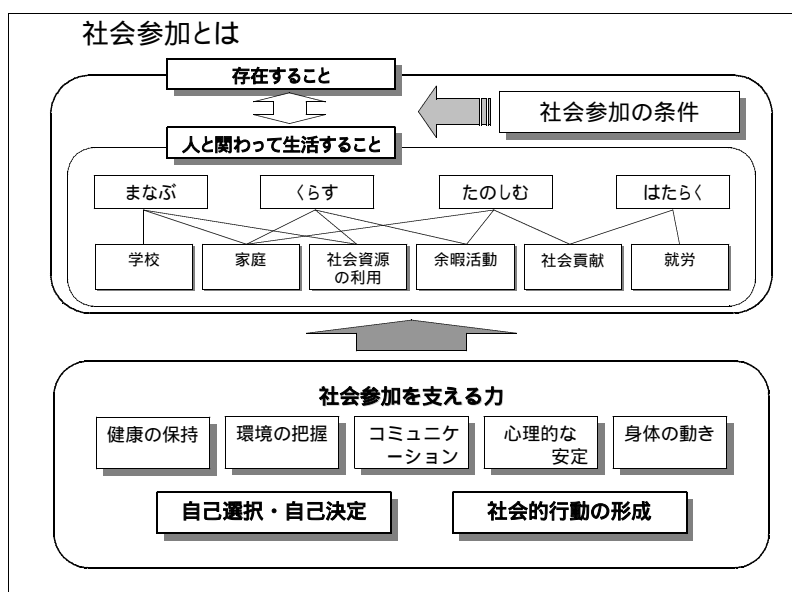 社会参加とは
存在すること
社会参加の条件
人と関わって生活すること
まなぶ
くらす
たのしむ
はたらく
学校
家庭
社会資源
の利用
余暇活動
社会貢献
就労
社会参加を支える力
健康の保持
環境の把握
コミュニケ
ーション
心理的な
安定
身体の動き
自己選択・自己決定
社会的行動の形成